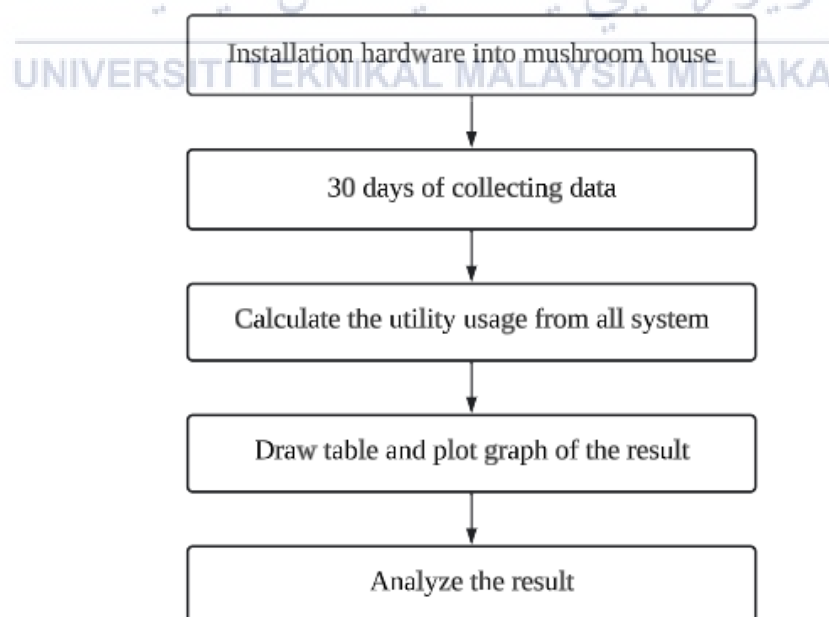 Installation hardware into mushroom house
UNIVERSITI TEKNIKAL MALAYSIA MELAKA
30 days of collecting data
Calculate the utility usage from all system
Draw table and plot graph of the result
Analyze the result